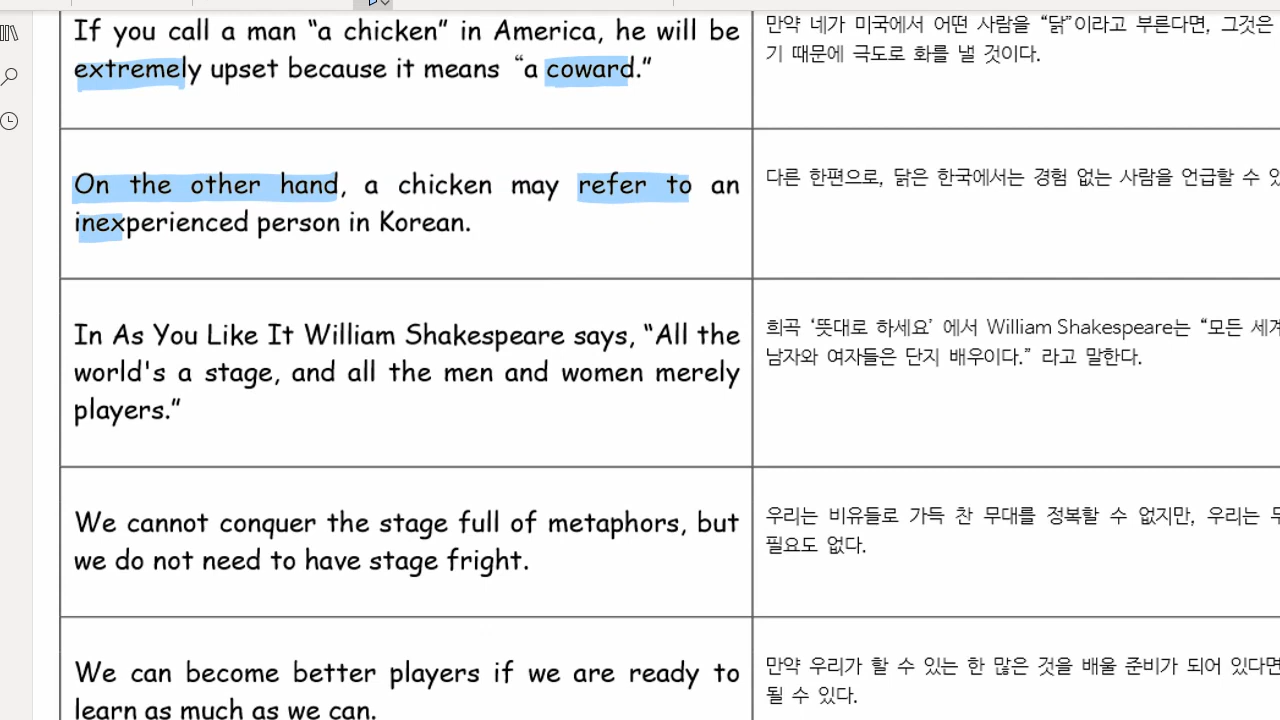 If you call a man “a chicken” in America, he will be
extremely upset because it means “a coward.”
만약 네가 미국에서 어떤 사람을 “닭”이라고 부른다면, 그것은
기 때문에 극도로 화를 낼 것이다.
On the other hand, a chicken may refer to an
inexperienced person in Korean.
다른 한편으로, 닭은 한국에서는 경험 없는 사람을 언급할 수
In As You Like It William Shakespeare says, “All the
world's a stage, and all the men and women merely
players.”
희곡 ‘뜻대로 하세요’ 에서 William Shakespeare는 “모든 세계
남자와 여자들은 단지 배우이다.” 라고 말한다.
We cannot conquer the stage full of metaphors, but
we do not need to have stage fright.
우리는 비유들로 가득 찬 무대를 정복할 수 없지만, 우리는
필요도 없다.
We can become better players if we are ready to
learn as much as we can.
만약 우리가 할 수 있는 한 많은 것을 배울 준비가 되어 있다면
될 수 있다.